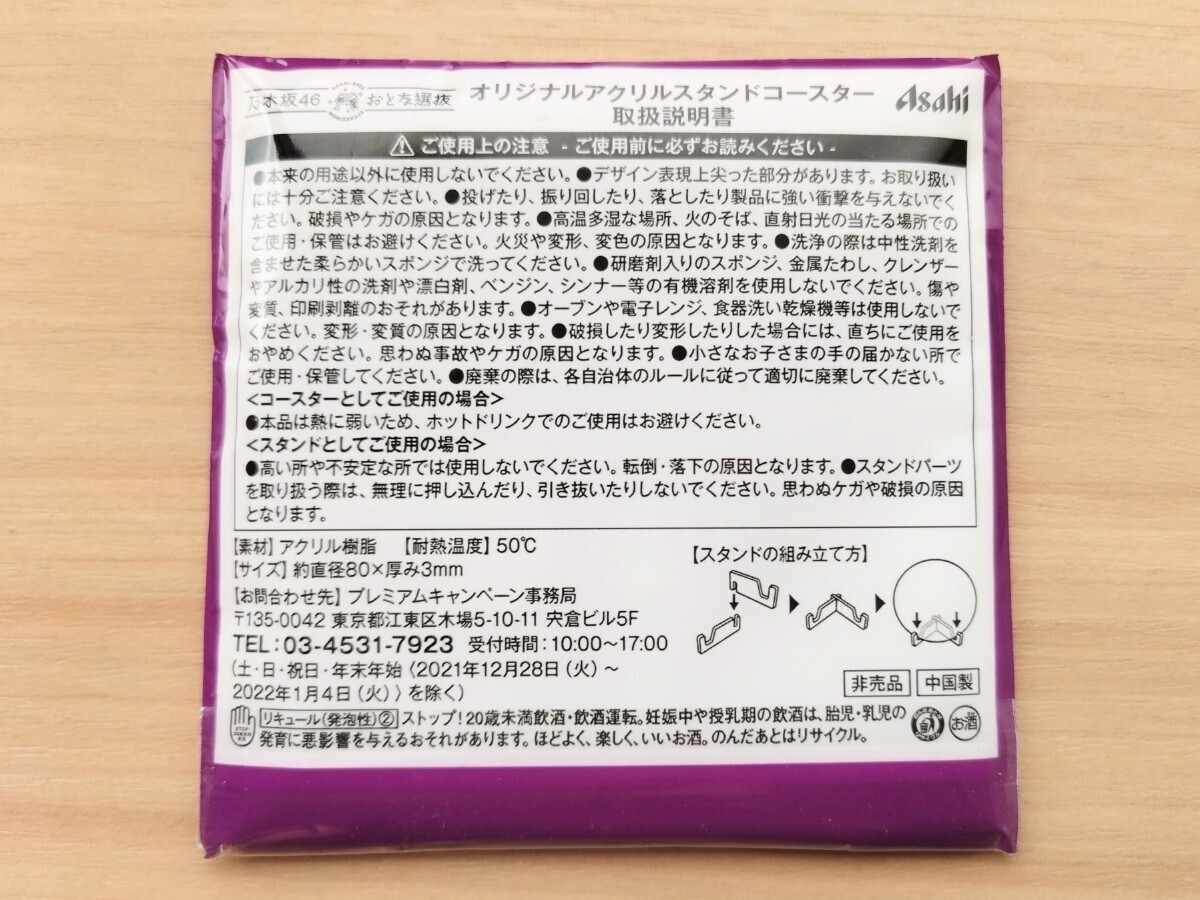 乃木坂46 おとな選抜 オリジナルアクリルスタンドコースター Asahi
取扱説明書
ご使用上の注意 - ご使用前に必ずお読みください -
●本来の用途以外に使用しないでください。●デザイン表現上尖った部分があります。お取り扱い
には十分ご注意ください。●投げたり、振り回したり、落としたり製品に強い衝撃を与えないでく
ださい。破損やケガの原因となります。●高温多湿な場所、火のそば、直射日光の当たる場所での
ご使用・保管はお避けください。火災や変形、変色の原因となります。●洗浄の際は中性洗剤を
含ませた柔らかいスポンジで洗ってください。●研磨剤入りのスポンジ、金属たわし、クレンザー
やアルカリ性の洗剤や漂白剤、ベンジン、シンナー等の有機溶剤を使用しないでください。傷や
変質、印刷剥離のおそれがあります。●オーブンや電子レンジ、食器洗い乾燥機等は使用しないで
ください。変形・変質の原因となります。●破損したり変形したりした場合には、直ちにご使用を
おやめください。思わぬ事故やケガの原因となります。●小さなお子さまの手の届かない所で
ご使用・保管してください。●廃棄の際は、各自治体のルールに従って適切に廃棄してください。
<コースターとしてご使用の場合>
●本品は熱に弱いため、ホットドリンクでのご使用はお避けください。
<スタンドとしてご使用の場合>
●高い所や不安定な所では使用しないでください。転倒・落下の原因となります。●スタンドパーツ
を取り扱う際は、無理に押し込んだり、引き抜いたりしないでください。思わぬケガや破損の原因
となります。
【素材】アクリル樹脂 【耐熱温度】50℃
【サイズ】約直径80×厚み3mm
【お問合わせ先】プレミアムキャンペーン事務局
〒135-0042 東京都江東区木場5-10-11 宍倉ビル5F
TEL:03-4531-7923 受付時間:10:00～17:00
(土・日・祝日・年末年始〈2021年12月28日(火)～
2022年1月4日(火)〉を除く)
【スタンドの組み立て方】
非売品 中国製
リキュール(発泡性)② ストップ!20歳未満飲酒・飲酒運転。妊娠中や授乳期の飲酒は、胎児・乳児の
発育に悪影響を与えるおそれがあります。ほどよく、楽しく、いいお酒。のんだあとはリサイクル。
お酒